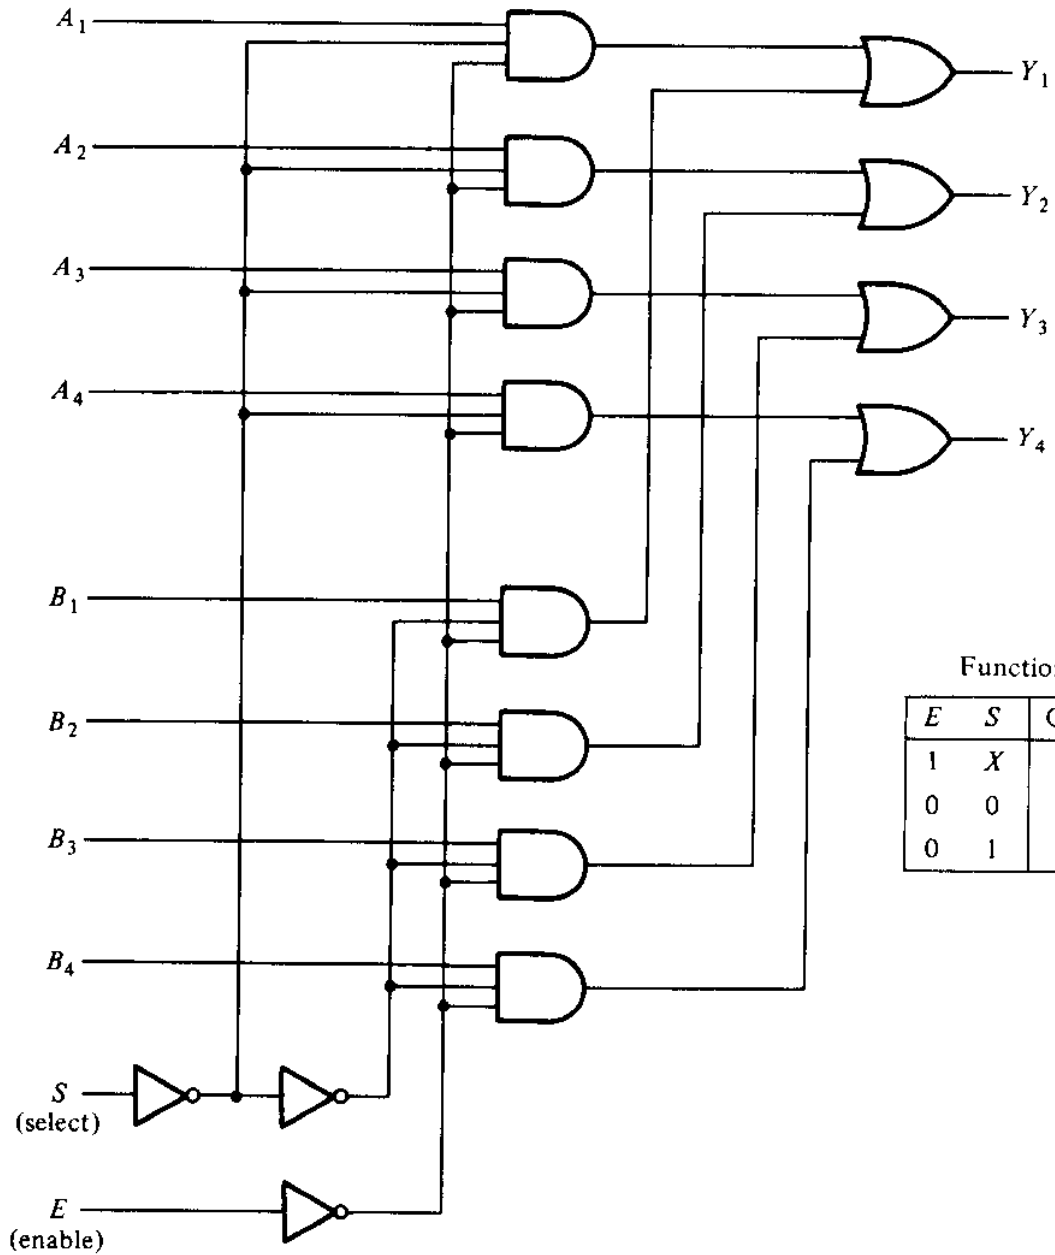 A1
Y1
A2
Y2
A3
Y3
A4
Y4
B1
B2
E S
1 X
0 0
0 1
B3
B4
S
(select)
E
(enable)